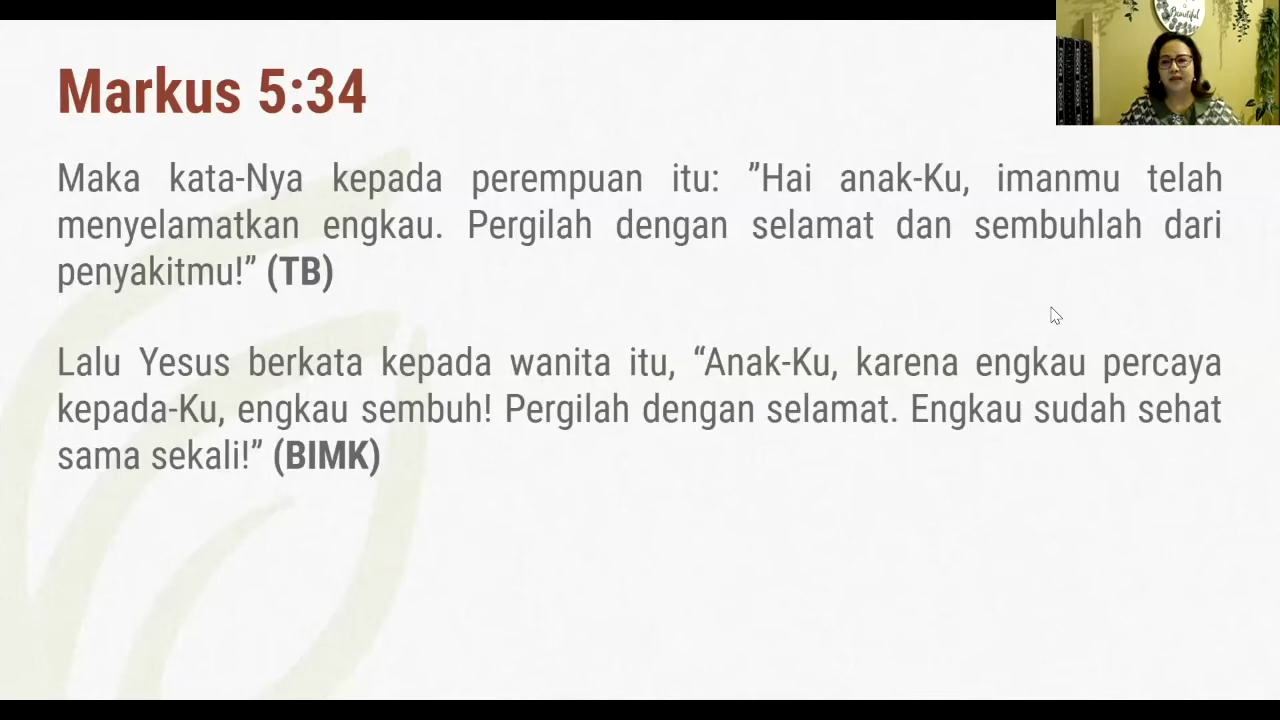 Beautiful
Markus 5:34
Maka kata-Nya kepada perempuan itu: ”Hai anak-Ku, imanmu telah
menyelamatkan engkau. Pergilah dengan selamat dan sembuhlah dari
penyakitmu!” (TB)
Lalu Yesus berkata kepada wanita itu, “Anak-Ku, karena engkau percaya
kepada-Ku, engkau sembuh! Pergilah dengan selamat. Engkau sudah sehat
sama sekali!” (BIMK)